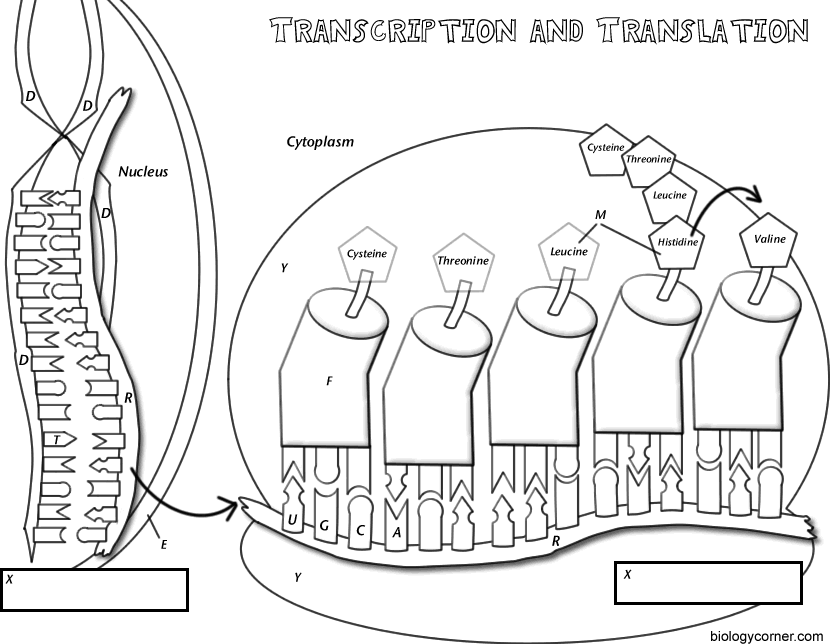 TRANSCRIPTION AND TRANSLATION
D
D
Cytoplasm
Cysteine
Threonine
Nucleus
Leucine
D
M
Histidine
Valine
Cysteine
Threonine
Leucine
Y
D
F
R
T
U
G
C
A
R
E
X
Y
X
biologycorner.com